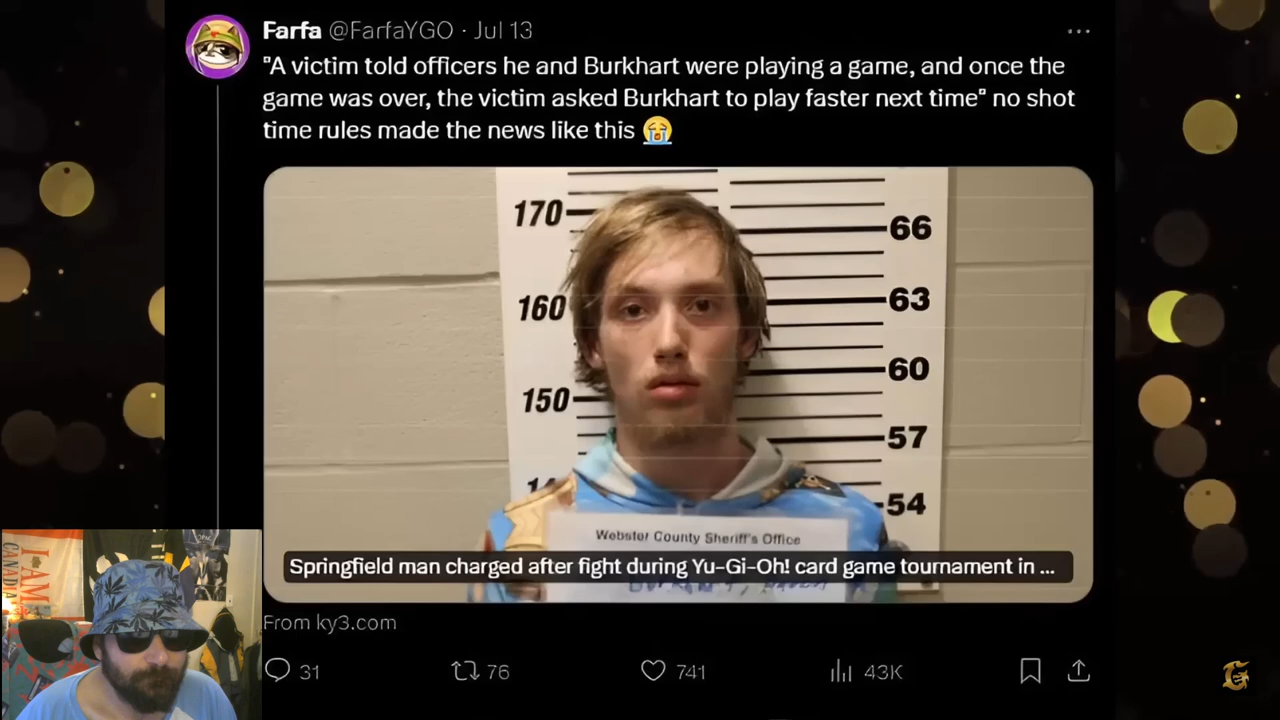 Farfa @FarfaYGO · Jul 13
"A victim told officers he and Burkhart were playing a game, and once the
game was over, the victim asked Burkhart to play faster next time" no shot
time rules made the news like this 😭
170
66
160
63
60
150
57
54
Webster County Sheriff's Office
Springfield man charged after fight during Yu-Gi-Oh! card game tournament in ...
From ky3.com
31
76
741
43K
I AM
CANADIA